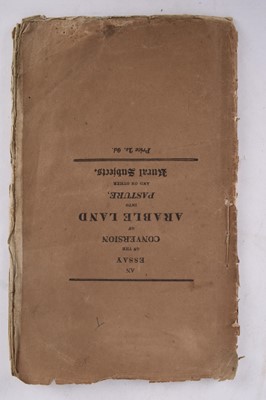 AN
ESSAY
ON THE
CONVERSION
OF
ARABLE LAND
INTO
PASTURE,
AND ON OTHER
Rural Subjects.
Price 2s. 6d.